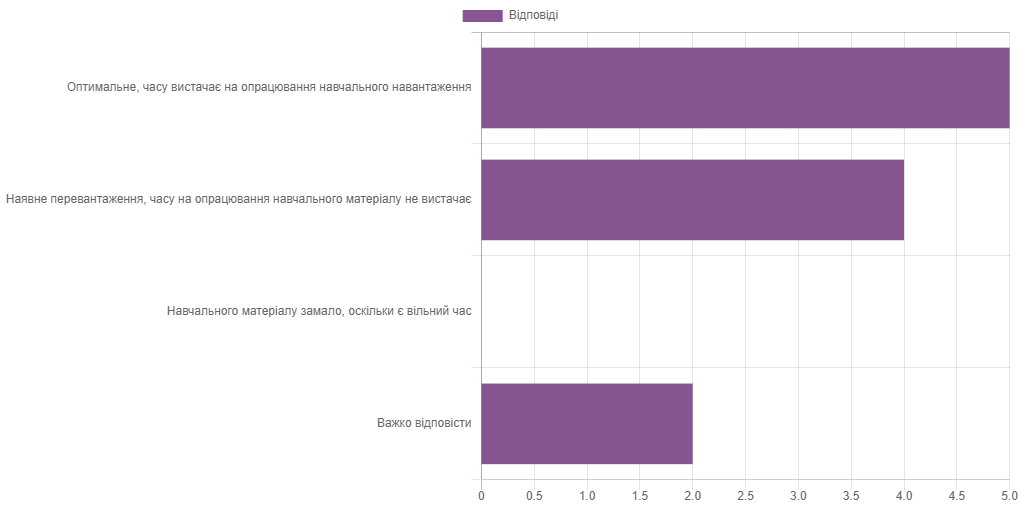 Відповіді
Оптимальне, часу вистачає на опрацювання навчального навантаження
Наявне перевантаження, часу на опрацювання навчального матеріалу не вистачає
Навчального матеріалу замало, оскільки є вільний час
Важко відповісти
0 0.5 1.0 1.5 2.0 2.5 3.0 3.5 4.0 4.5 5.0